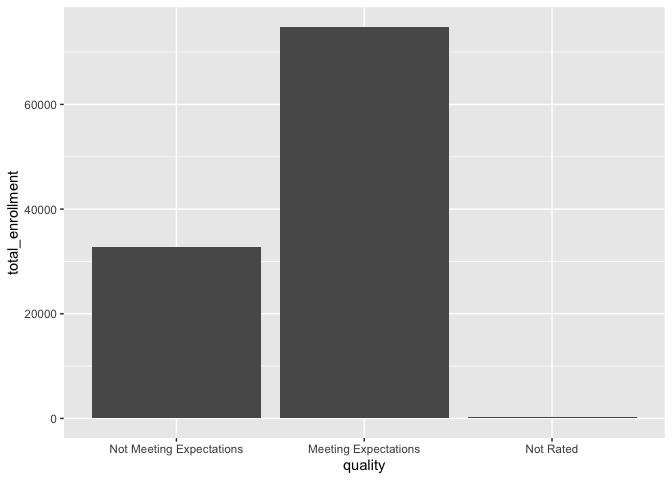 60000
40000
20000
0
total_enrollment
Not Meeting Expectations
Meeting Expectations
Not Rated
quality